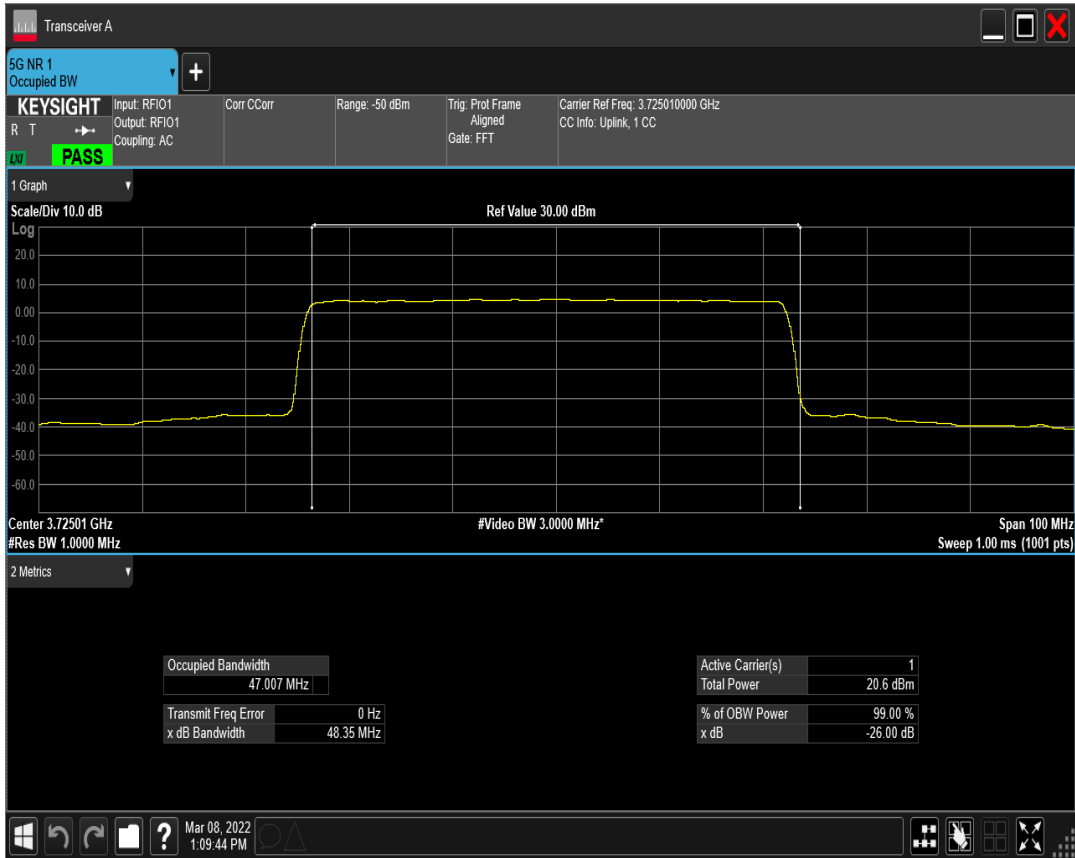 Transceiver A
5G NR 1
Occupied BW
+
KEYSIGHT
R T
LXI
PASS
Input: RFIO1
Output: RFIO1
Coupling: AC
Corr CCorr
Range: -50 dBm
Trig: Prot Frame
Aligned
Gate: FFT
Carrier Ref Freq: 3.725010000 GHz
CC Info: Uplink, 1 CC
1 Graph
Scale/Div 10.0 dB
Ref Value 30.00 dBm
Log
20.0
10.0
0.00
-10.0
-20.0
-30.0
-40.0
-50.0
-60.0
Center 3.72501 GHz
#Video BW 3.0000 MHz*
Span 100 MHz
#Res BW 1.0000 MHz
Sweep 1.00 ms (1001 pts)
2 Metrics
Occupied Bandwidth
47.007 MHz
Transmit Freq Error 0 Hz
x dB Bandwidth 48.35 MHz
Active Carrier(s) 1
Total Power 20.6 dBm
% of OBW Power 99.00 %
x dB -26.00 dB
?
Mar 08, 2022
1:09:44 PM